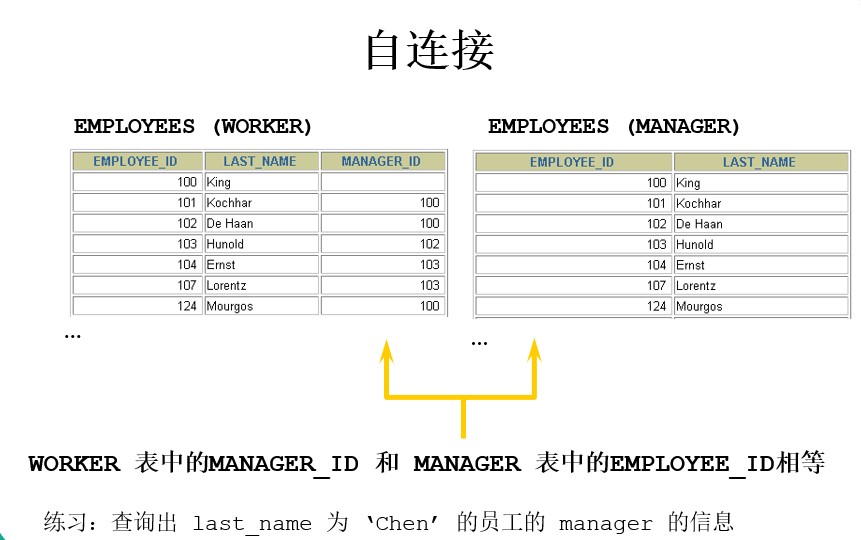 自连接
EMPLOYEES (WORKER)
EMPLOYEES (MANAGER)
EMPLOYEE_ID LAST_NAME MANAGER_ID
100 King
101 Kochhar 100
102 De Haan 100
103 Hunold 102
104 Ernst 103
107 Lorentz 103
124 Mourgos 100
…
EMPLOYEE_ID LAST_NAME
100 King
101 Kochhar
102 De Haan
103 Hunold
104 Ernst
107 Lorentz
124 Mourgos
…
WORKER 表中的MANAGER_ID 和 MANAGER 表中的EMPLOYEE_ID相等
练习：查询出 last_name 为 ‘Chen’ 的员工的 manager 的信息